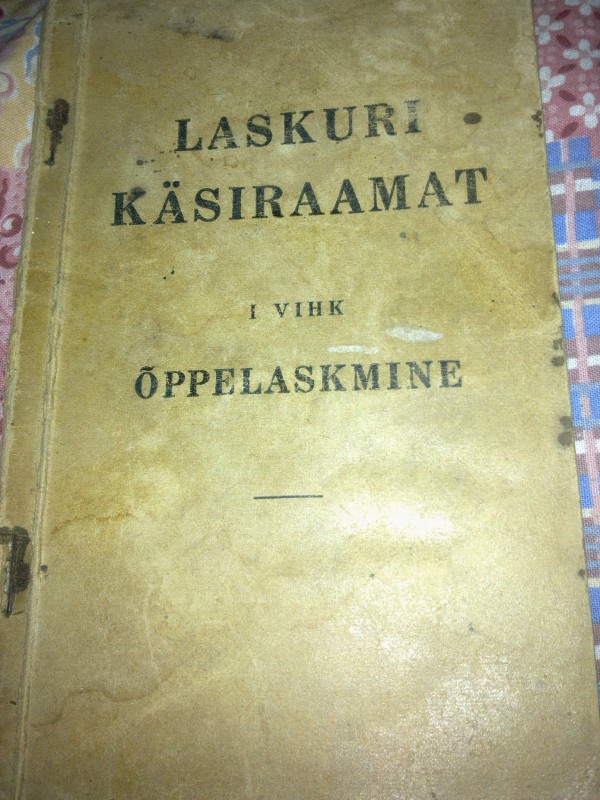 LASKURI
KÄSIRAAMAT
I VIHK
ÕPPELASKMINE